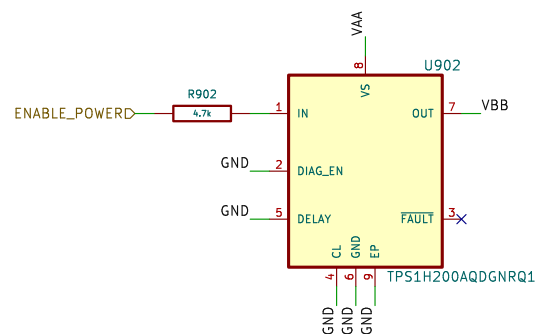 VAA
U902
8
VS
R902
ENABLE_POWER
4.7k
1
IN
OUT
7
VBB
GND
2
DIAG_EN
GND
5
DELAY
FAULT
3
CL
GND
EP
4
6
9
TPS1H200AQDGNRQ1
GND
GND
GND